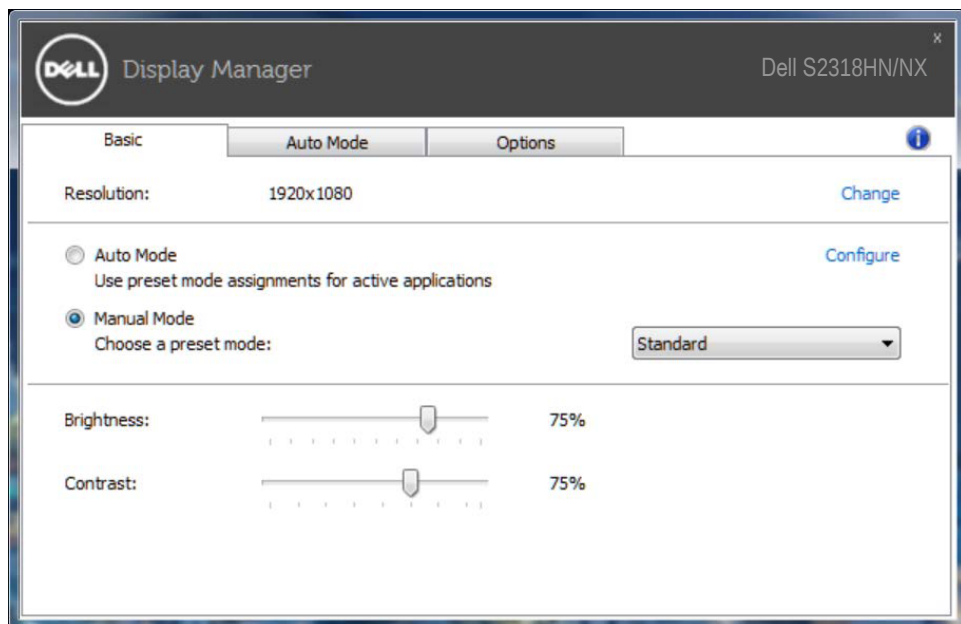 DELL Display Manager
x
Dell S2318HN/NX
Basic Auto Mode Options
Resolution: 1920x1080 Change
Auto Mode Configure
Use preset mode assignments for active applications
Manual Mode
Choose a preset mode: Standard
Brightness: 75%
Contrast: 75%